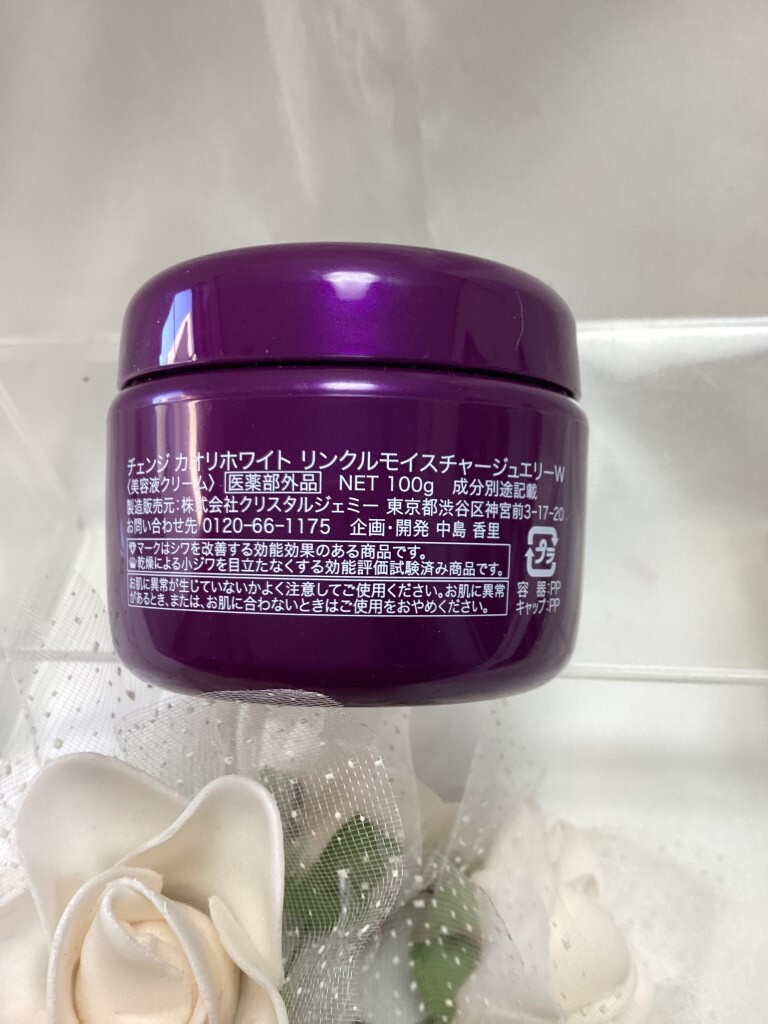 チェンジ カオリホワイト リンクルモイスチャージュエリーW
〈美容液クリーム〉 医薬部外品 NET 100g 成分別途記載
製造販売元:株式会社クリスタルジェミー 東京都渋谷区神宮前3-17-20
お問い合わせ先 0120-66-1175 企画・開発 中島 香里
マークはシワを改善する効能効果のある商品です。
乾燥による小ジワを目立たなくする効能評価試験済み商品です。
お肌に異常が生じていないかよく注意してご使用ください。お肌に異常
があるとき、または、お肌に合わないときはご使用をおやめください。
プラ
容 器:PP
キャップ:PP